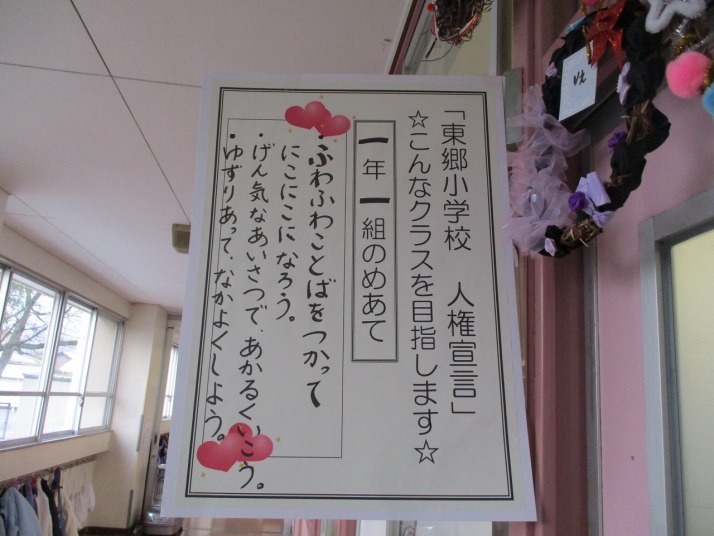 「東郷小学校　人権宣言」
☆こんなクラスを目指します☆
一年一組のめあて
・ふわふわことばをつかって
にこにこになろう。
・げん気なあいさつで、あかるくいこう。
・ゆずりあって、なかよくしよう。